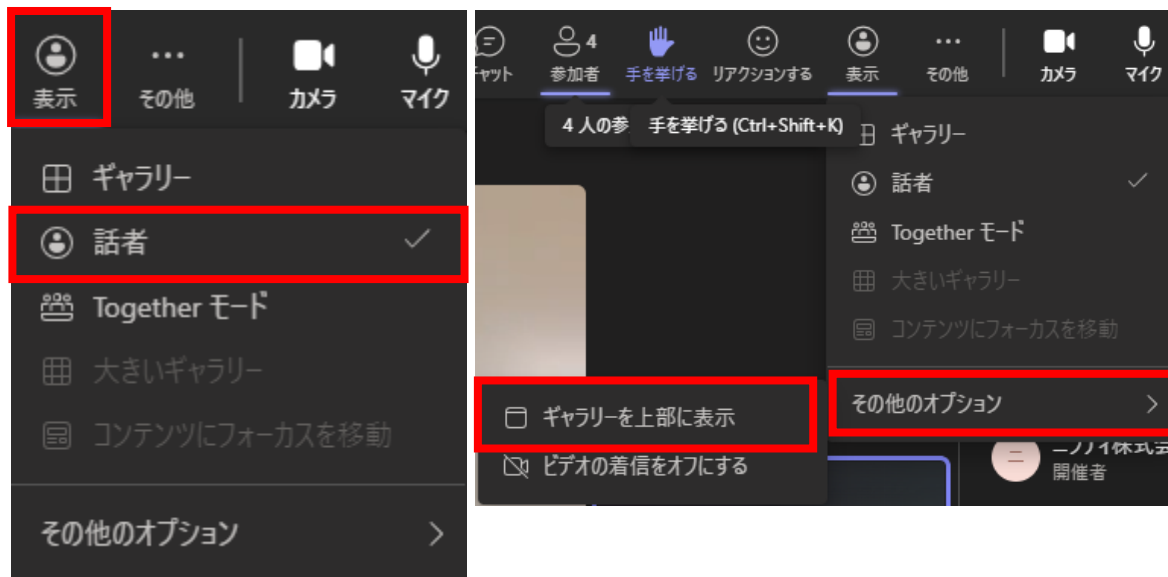 表示
その他
カメラ
マイク
ギャラリー
話者
Together モード
大きいギャラリー
コンテンツにフォーカスを移動
その他のオプション
4
参加者
手を挙げる
リアクションする
表示
その他
カメラ
マイク
4 人の参
手を挙げる (Ctrl+Shift+K)
ギャラリー
話者
Together モード
大きいギャラリー
コンテンツにフォーカスを移動
その他のオプション
ギャラリーを上部に表示
ビデオの着信をオフにする
ニ
ニフティ株式会
開催者